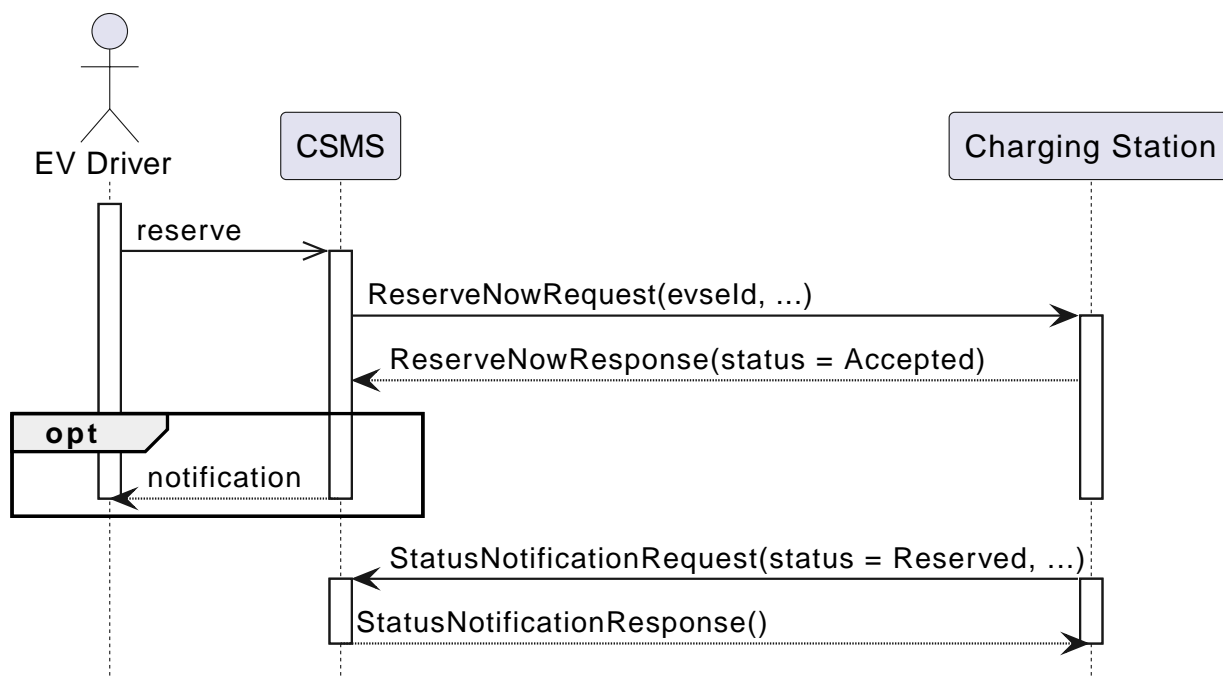 EV Driver
CSMS
Charging Station
reserve
ReserveNowRequest(evseId, ...)
ReserveNowResponse(status = Accepted)
opt
notification
StatusNotificationRequest(status = Reserved, ...)
StatusNotificationResponse()